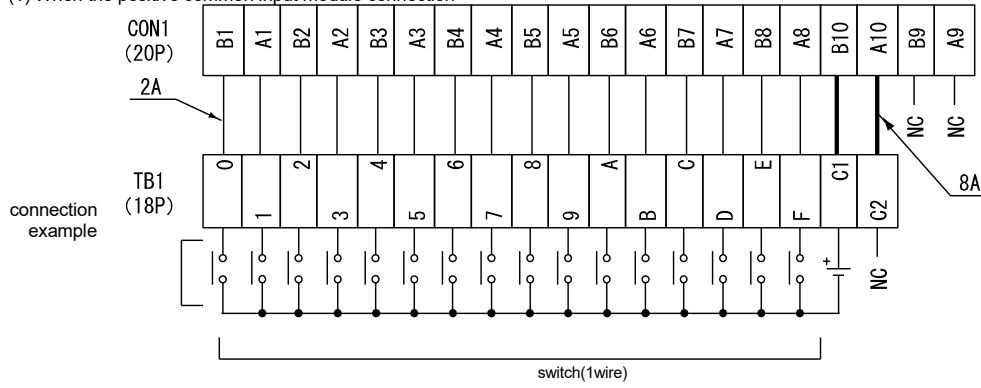 (1) When the positive common input module connection
CON1
(20P)
B1 A1 B2 A2 B3 A3 B4 A4 B5 A5 B6 A6 B7 A7 B8 A8 B10 A10 B9 A9
2A
NC NC
TB1
(18P)
0 1 2 3 4 5 6 7 8 9 A B C D E F C1 C2
8A
connection
example
+
NC
switch(1wire)